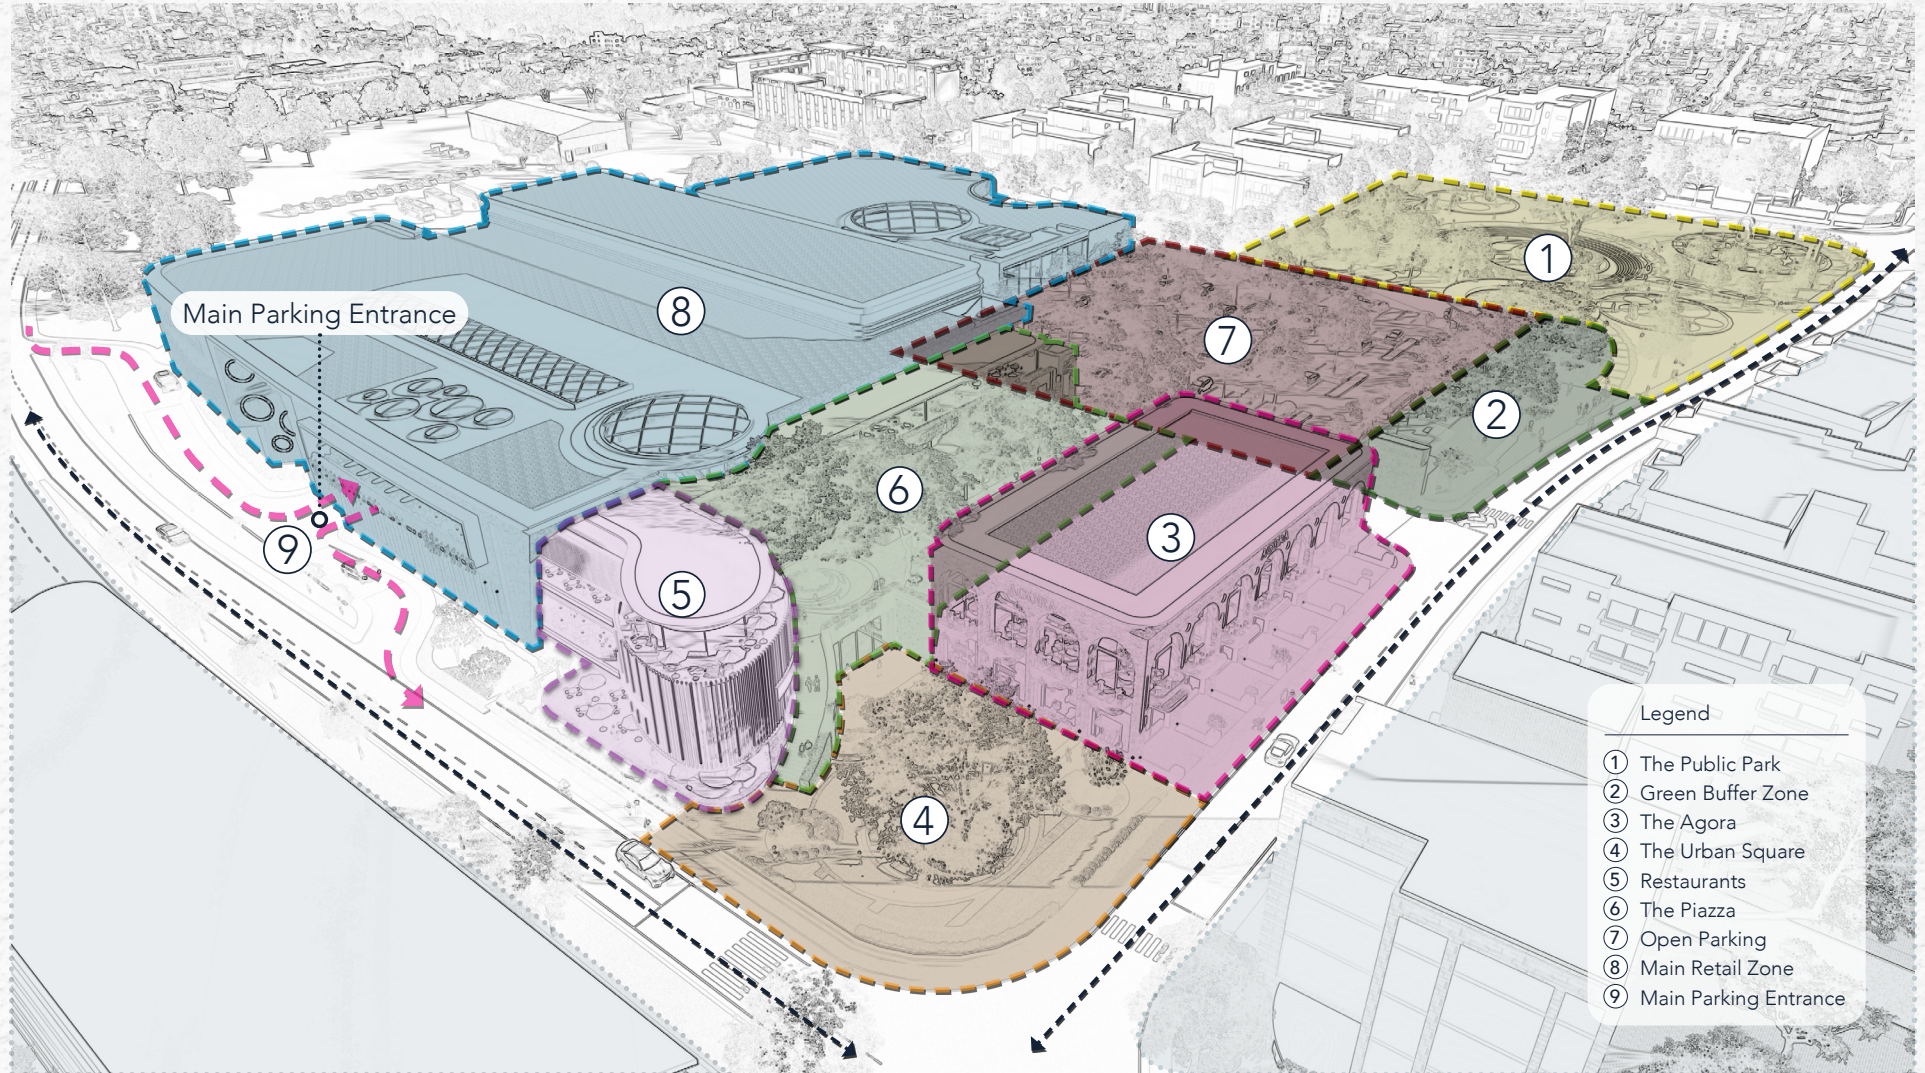 Main Parking Entrance
1
8
7
2
6
3
9
5
4
Legend
1 The Public Park
2 Green Buffer Zone
3 The Agora
4 The Urban Square
5 Restaurants
6 The Piazza
7 Open Parking
8 Main Retail Zone
9 Main Parking Entrance